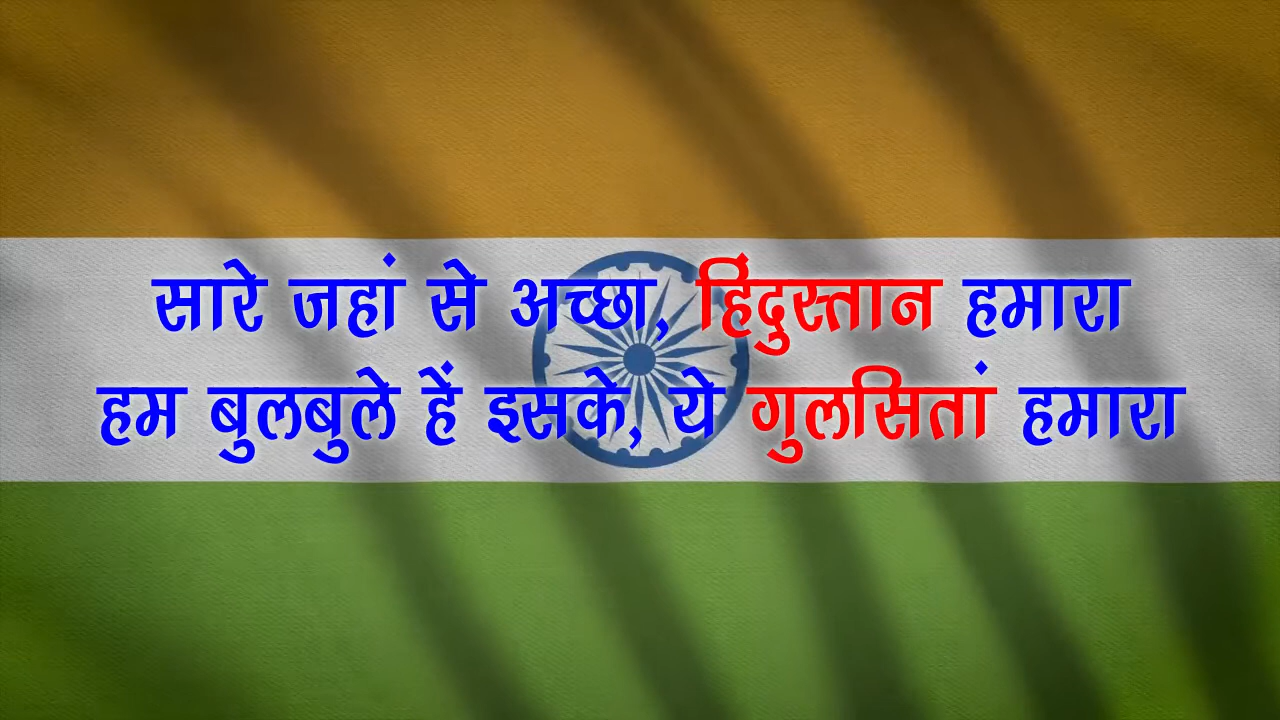 सारे जहां से अच्छा, हिंदुस्तान हमारा
हम बुलबुले हें इसके, ये गुलसितां हमारा